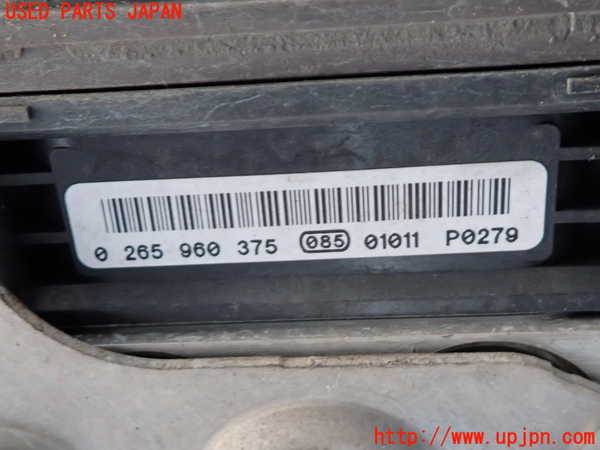 USED PARTS JAPAN
0 265 960 375 085 01011 P0279
http://www.upjpn.com/